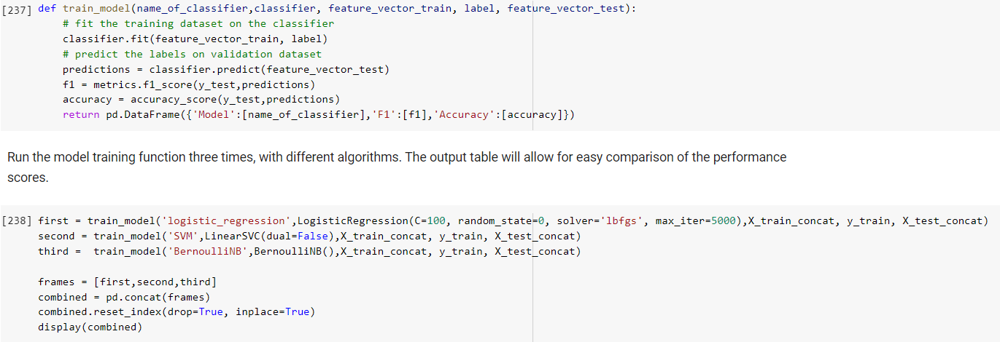 [237] def train_model(name_of_classifier,classifier, feature_vector_train, label, feature_vector_test):
# fit the training dataset on the classifier
classifier.fit(feature_vector_train, label)
# predict the labels on validation dataset
predictions = classifier.predict(feature_vector_test)
f1 = metrics.f1_score(y_test,predictions)
accuracy = accuracy_score(y_test,predictions)
return pd.DataFrame({'Model':[name_of_classifier],'F1':[f1],'Accuracy':[accuracy]})
Run the model training function three times, with different algorithms. The output table will allow for easy comparison of the performance
scores.
[238] first = train_model('logistic_regression',LogisticRegression(C=100, random_state=0, solver='lbfgs', max_iter=5000),X_train_concat, y_train, X_test_concat)
second = train_model('SVM',LinearSVC(dual=False),X_train_concat, y_train, X_test_concat)
third =  train_model('BernoulliNB',BernoulliNB(),X_train_concat, y_train, X_test_concat)
frames = [first,second,third]
combined = pd.concat(frames)
combined.reset_index(drop=True, inplace=True)
display(combined)